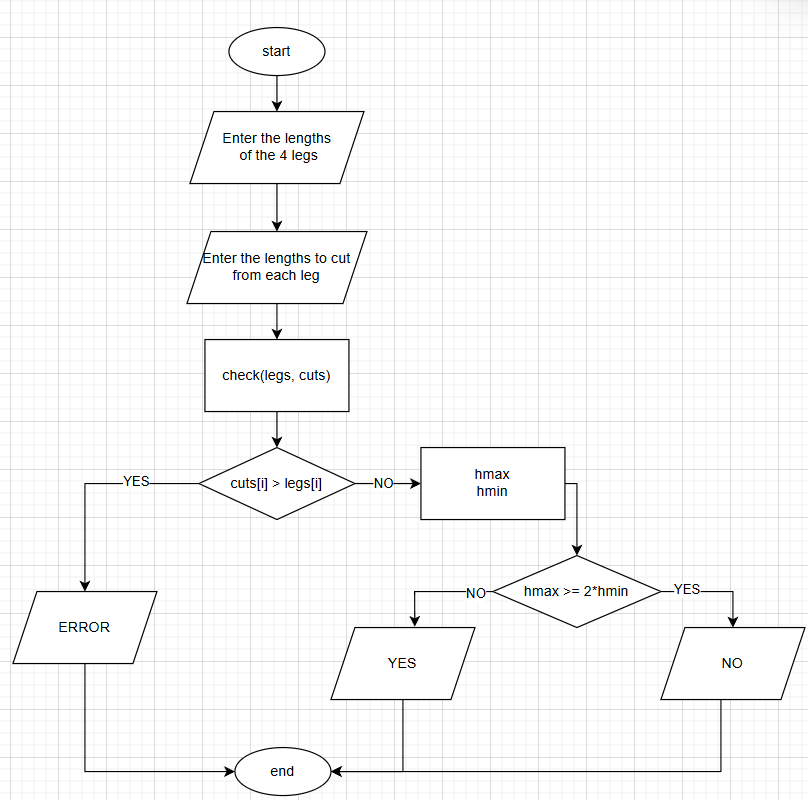 start
Enter the lengths
of the 4 legs
Enter the lengths to cut
from each leg
check(legs, cuts)
cuts[i] > legs[i]
YES
NO
hmax
hmin
hmax >= 2*hmin
NO
YES
ERROR
YES
NO
end